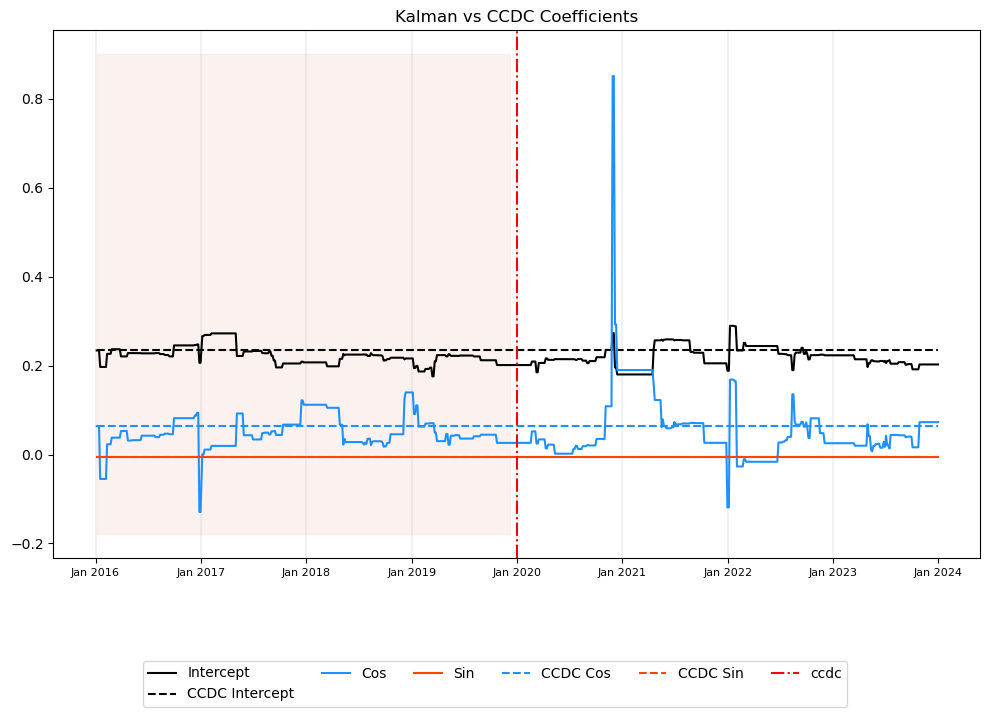 Kalman vs CCDC Coefficients
0.8
0.6
0.4
0.2
0.0
−0.2
Jan 2016 Jan 2017 Jan 2018 Jan 2019 Jan 2020 Jan 2021 Jan 2022 Jan 2023 Jan 2024
Intercept Cos Sin CCDC Cos CCDC Sin ccdc
CCDC Intercept